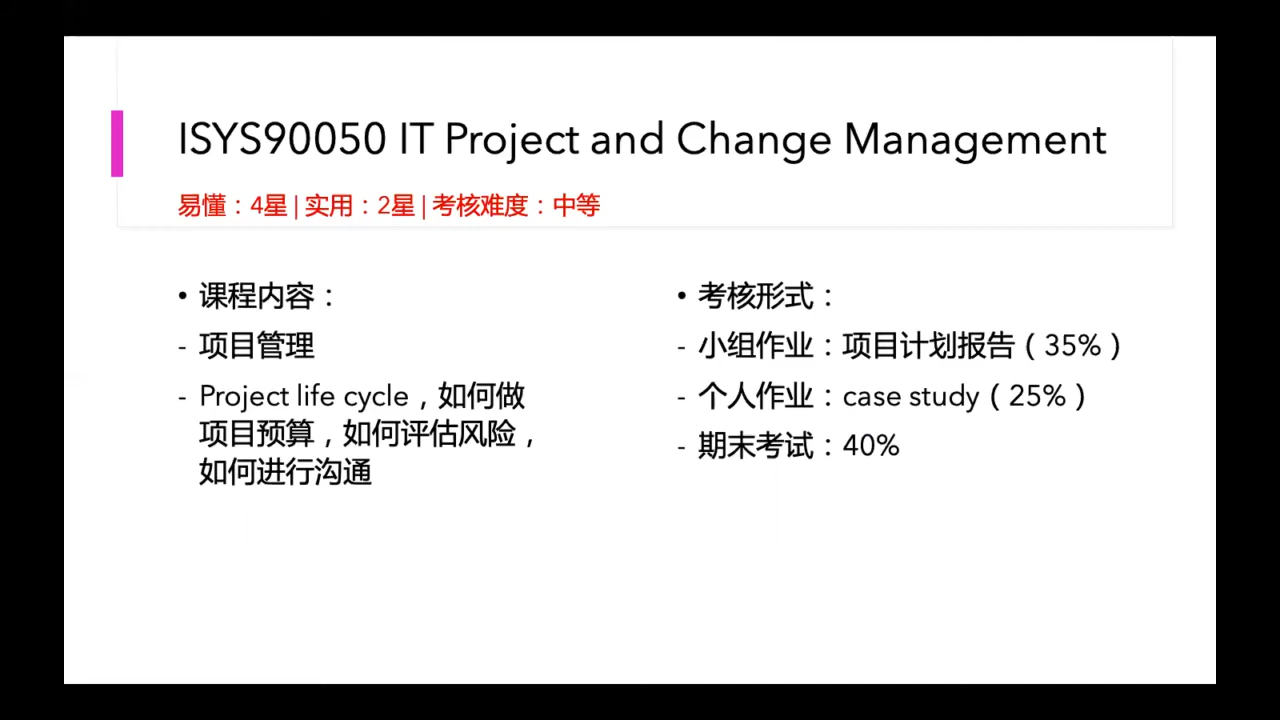 ISYS90050 IT Project and Change Management
易懂：4星 | 实用：2星 | 考核难度：中等
• 课程内容：
- 项目管理
- Project life cycle，如何做
项目预算，如何评估风险，
如何进行沟通
• 考核形式：
- 小组作业：项目计划报告（35%）
- 个人作业：case study（25%）
- 期末考试：40%